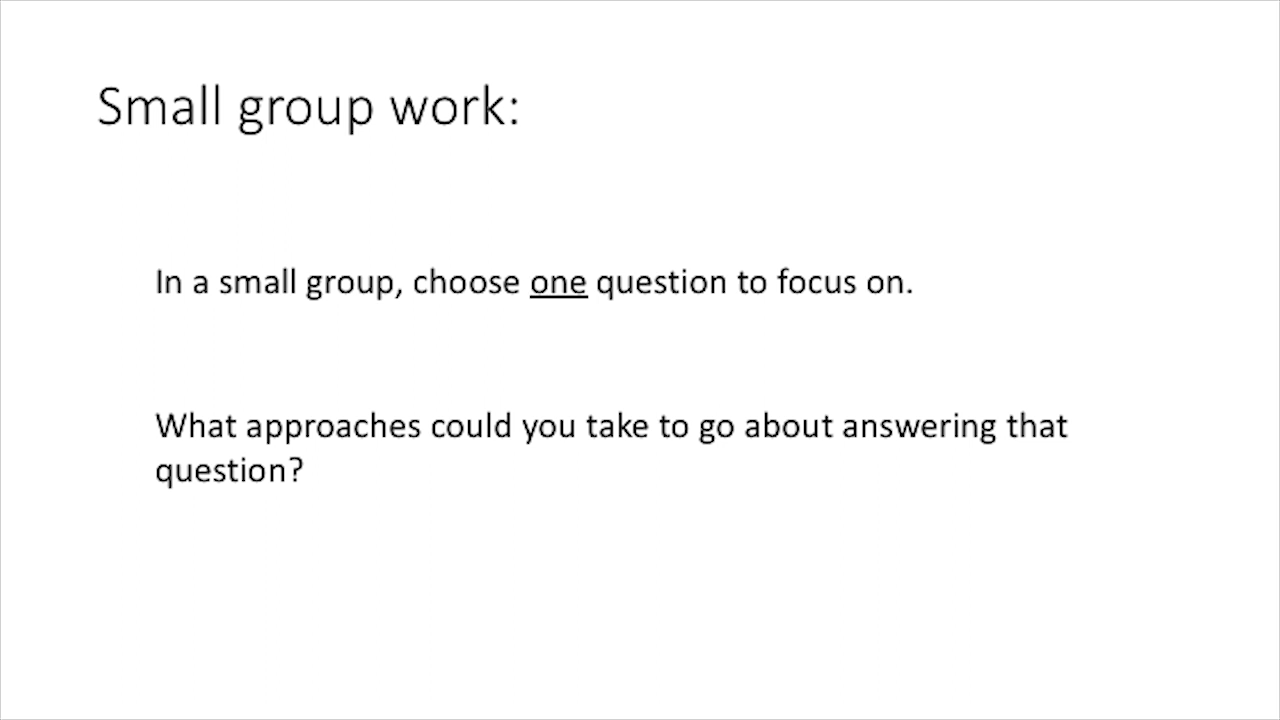 Small group work:
In a small group, choose one question to focus on.
What approaches could you take to go about answering that
question?